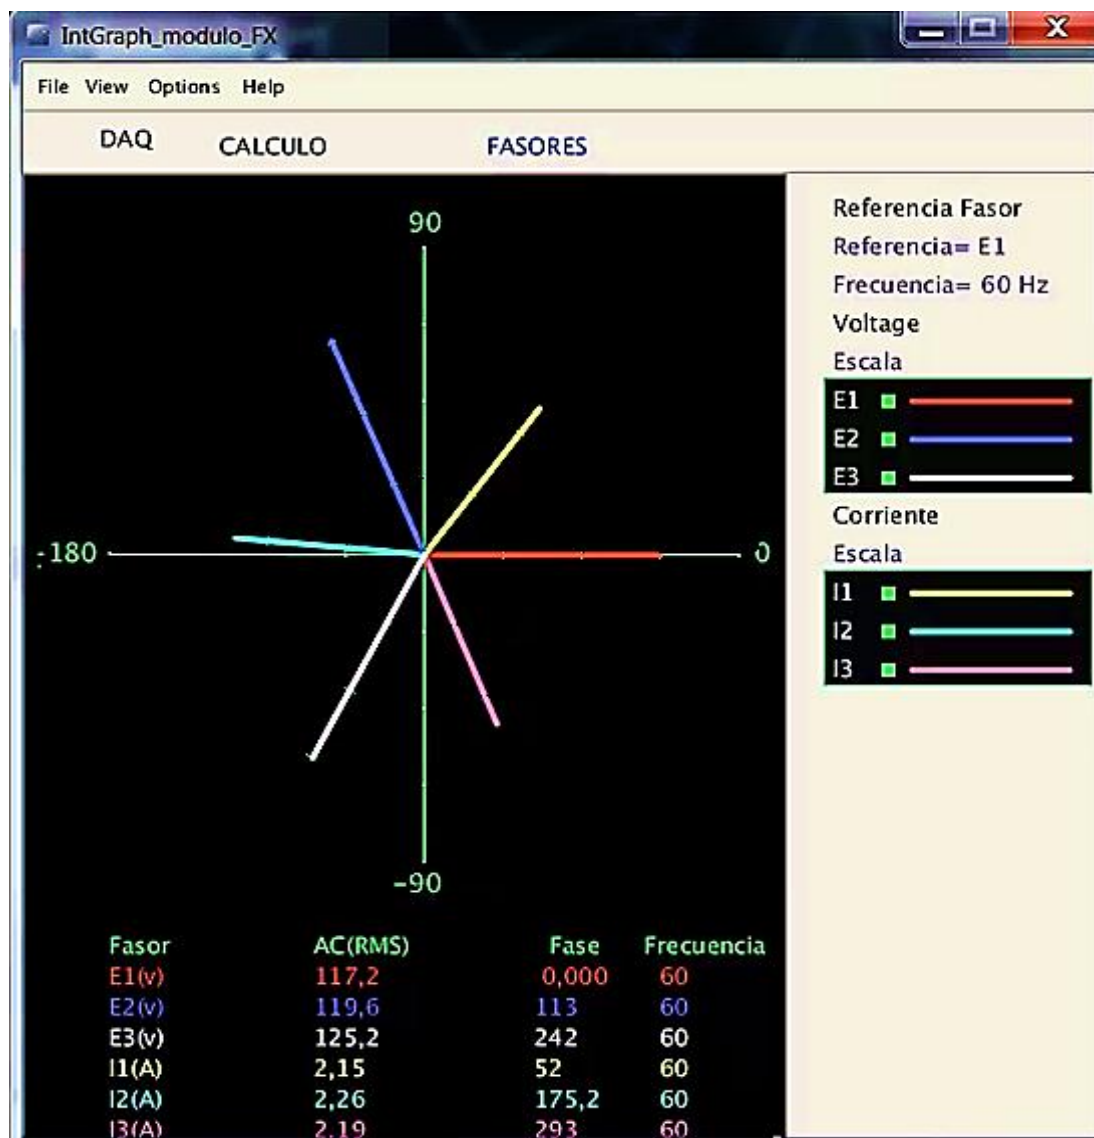 IntGraph_modulo_FX
File View Options Help
DAQ CALCULO FASORES
90
-180
0
-90
Fasor AC(RMS) Fase Frecuencia
E1(v) 117,2 0,000 60
E2(v) 119,6 113 60
E3(v) 125,2 242 60
I1(A) 2,15 52 60
I2(A) 2,26 175,2 60
I3(A) 2,19 293 60
Referencia Fasor
Referencia= E1
Frecuencia= 60 Hz
Voltage
Escala
E1
E2
E3
Corriente
Escala
I1
I2
I3